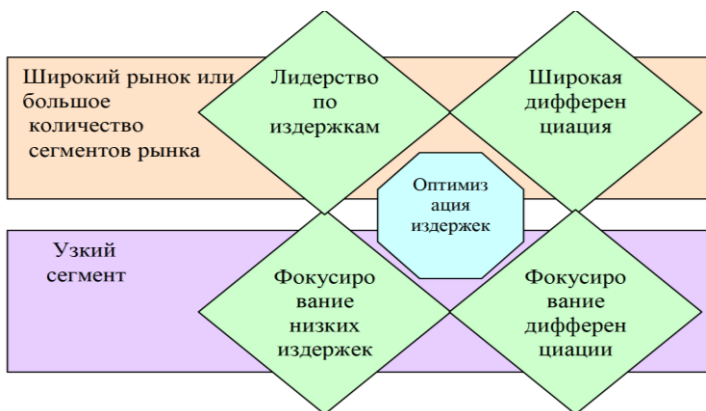 Широкий рынок или
большое
количество
сегментов рынка
Лидерство
по
издержкам
Широкая
дифферен
циация
Оптимиз
ация
издержек
Узкий
сегмент
Фокусиро
вание
низких
издержек
Фокусиро
вание
дифферен
циации